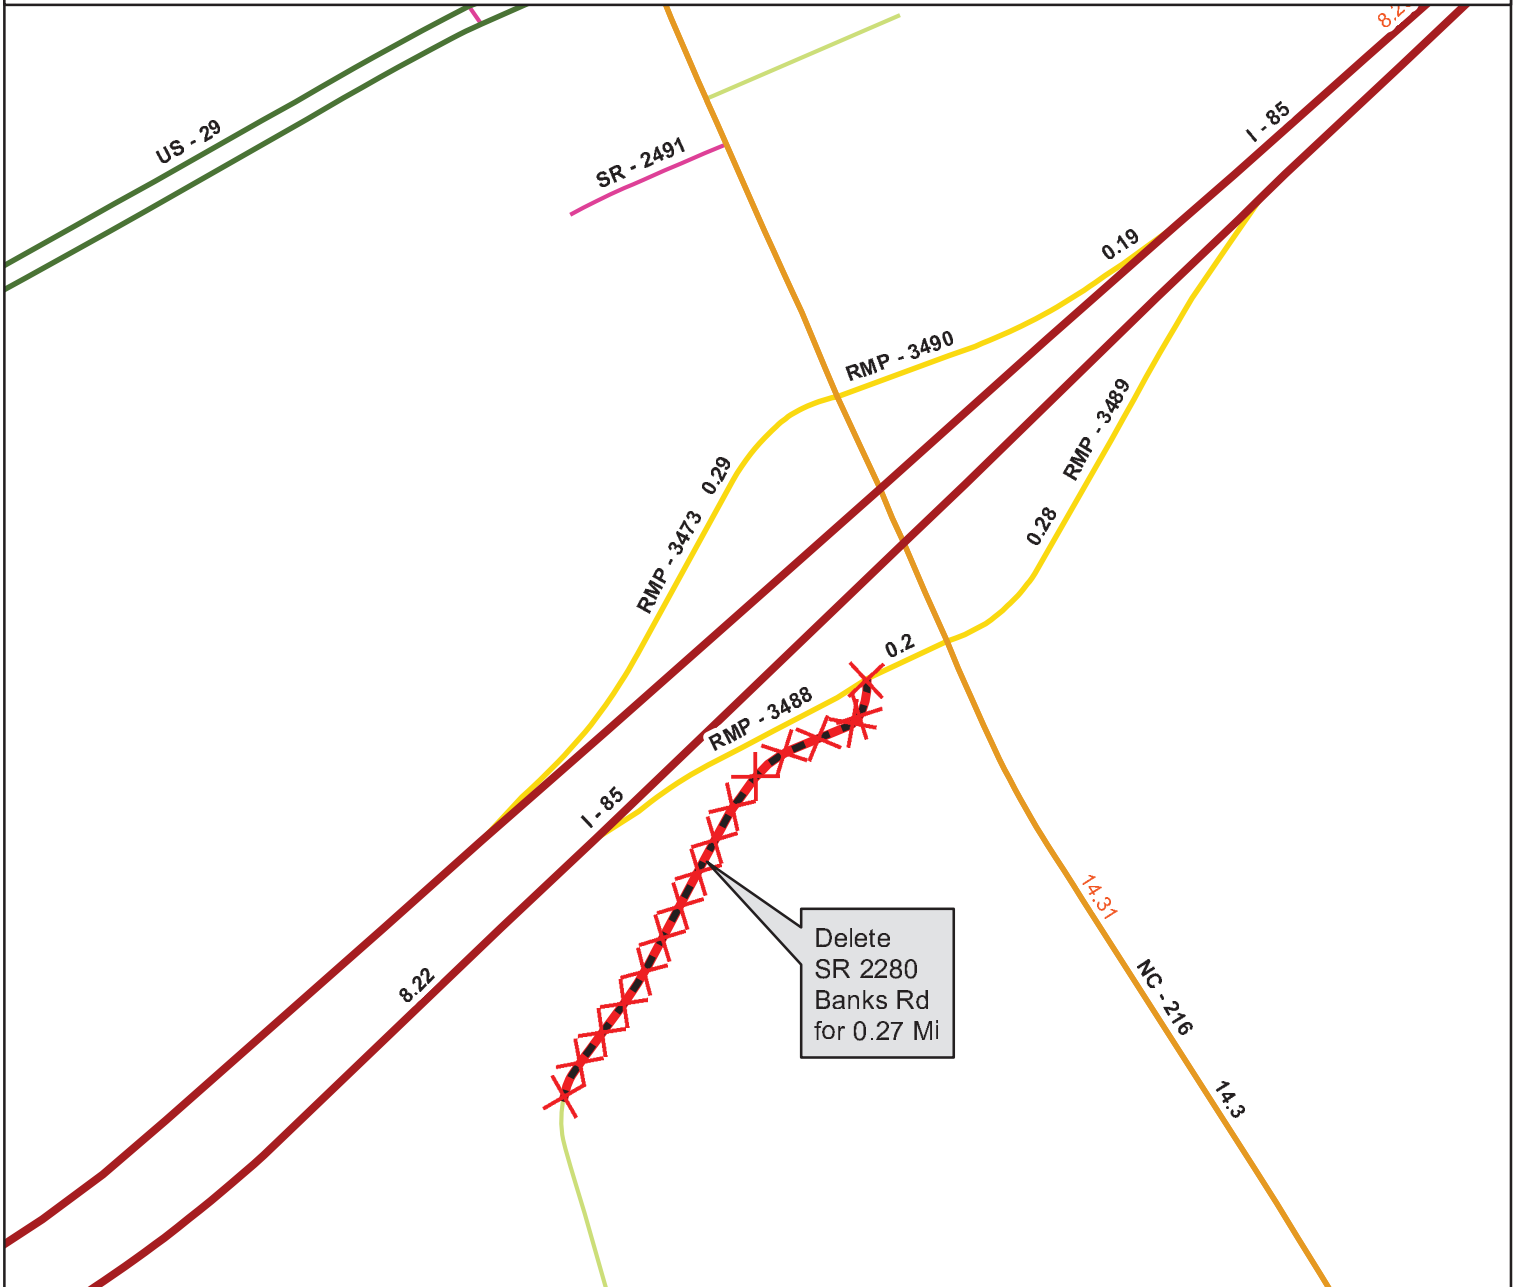 US - 29
SR - 2491
I - 85
0.19
RMP - 3490
RMP - 3489
0.28
0.29
RMP - 3473
0.2
RMP - 3488
I - 85
8.22
Delete
SR 2280
Banks Rd
for 0.27 Mi
14.31
NC - 216
14.3